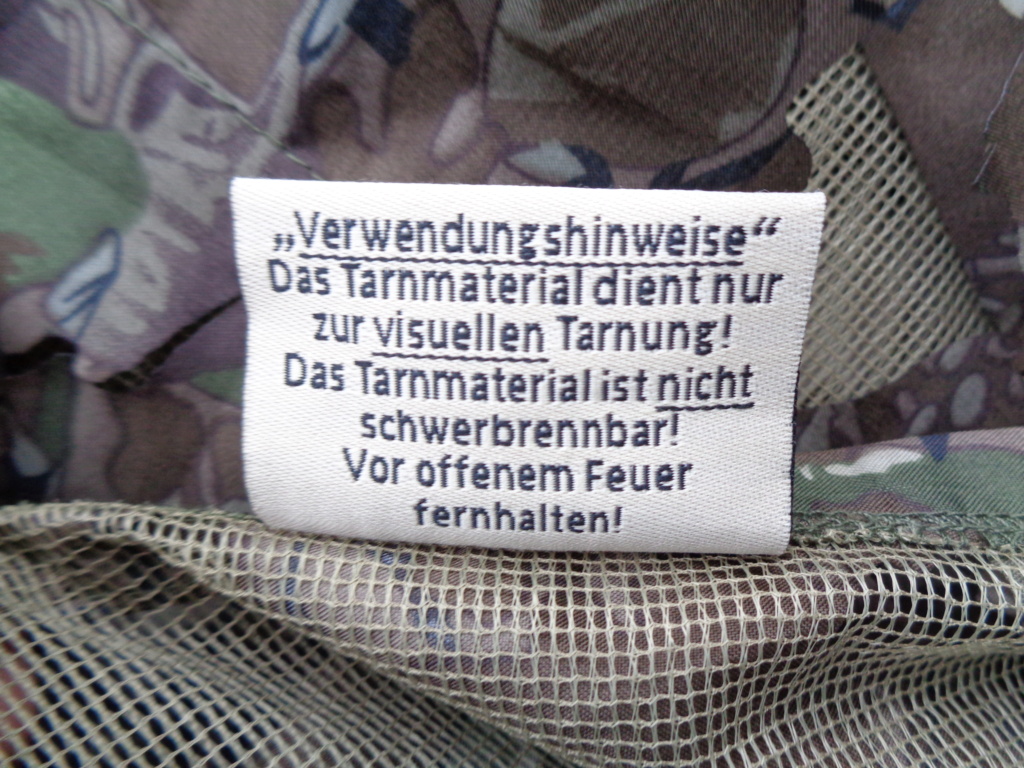 „Verwendungshinweise“
Das Tarnmaterial dient nur
zur visuellen Tarnung!
Das Tarnmaterial ist nicht
schwerbrennbar!
Vor offenem Feuer
fernhalten!